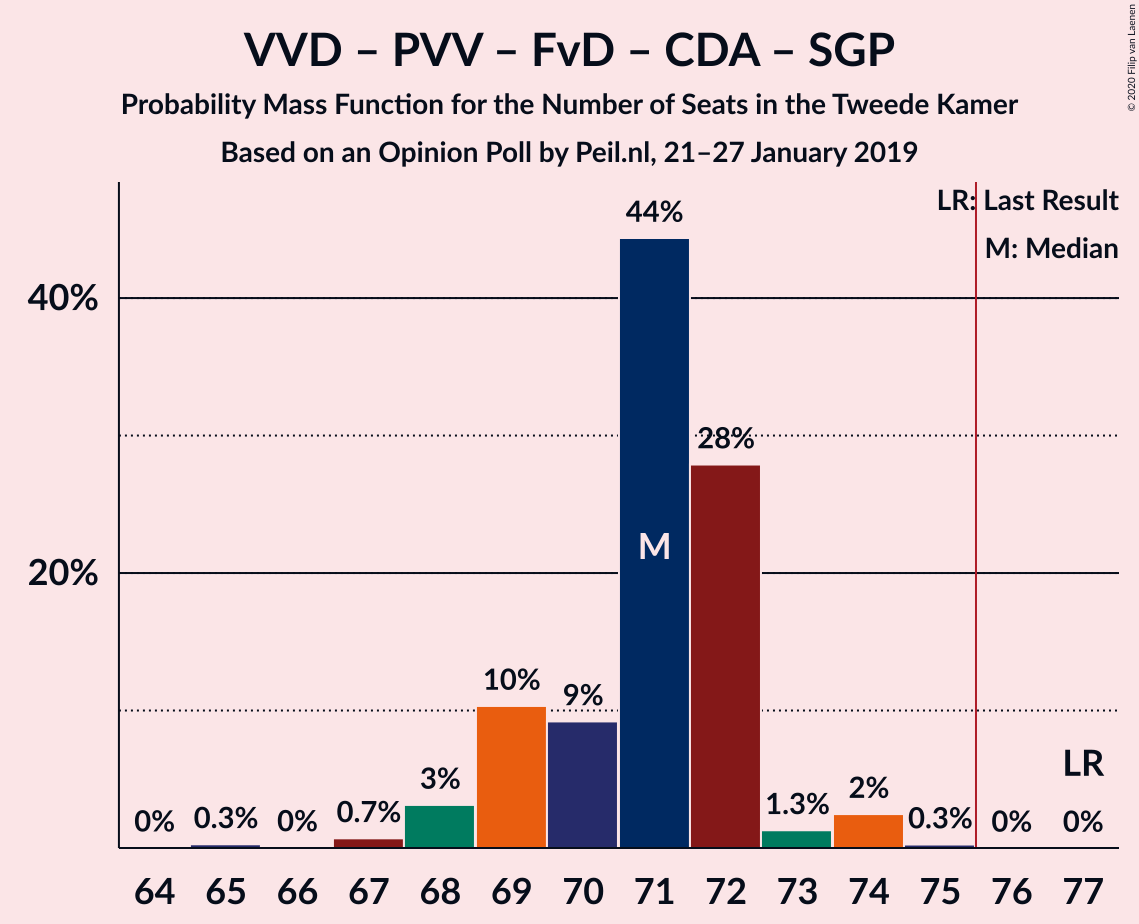 VVD – PVV – FvD – CDA – SGP
Probability Mass Function for the Number of Seats in the Tweede Kamer
Based on an Opinion Poll by Peil.nl, 21–27 January 2019
© 2020 Filip van Laenen
LR: Last Result
M: Median
40%
20%
0%
0.3%
0%
0.7%
3%
10%
9%
44%
28%
1.3%
2%
0.3%
0%
0%
M
LR
64 65 66 67 68 69 70 71 72 73 74 75 76 77